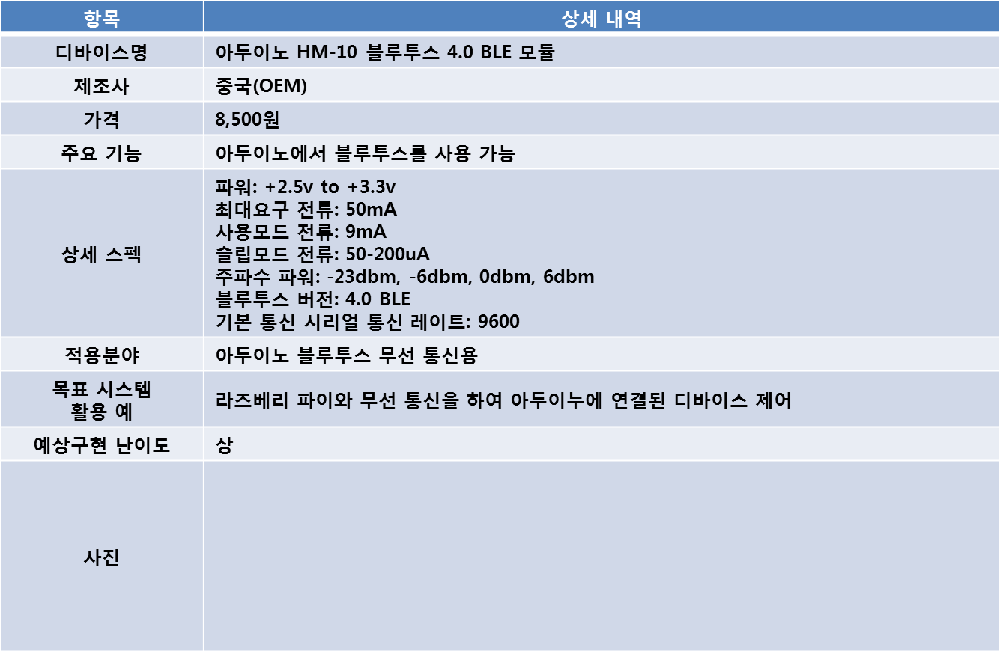 항목 상세 내역
디바이스명 아두이노 HM-10 블루투스 4.0 BLE 모듈
제조사 중국(OEM)
가격 8,500원
주요 기능 아두이노에서 블루투스를 사용 가능
상세 스펙
파워: +2.5v to +3.3v
최대요구 전류: 50mA
사용모드 전류: 9mA
슬립모드 전류: 50-200uA
주파수 파워: -23dbm, -6dbm, 0dbm, 6dbm
블루투스 버전: 4.0 BLE
기본 통신 시리얼 통신 레이트: 9600
적용분야 아두이노 블루투스 무선 통신용
목표 시스템
활용 예
라즈베리 파이와 무선 통신을 하여 아두이누에 연결된 디바이스 제어
예상구현 난이도 상
사진